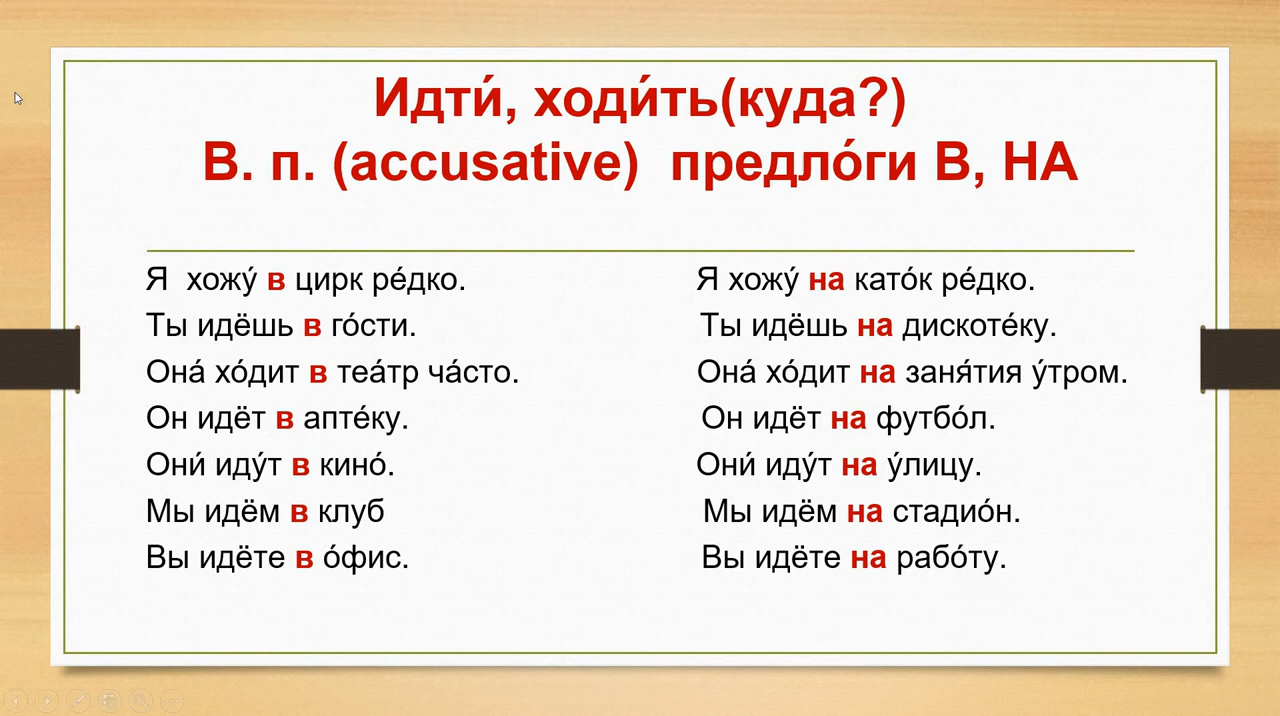 Идти́, ходи́ть(куда?)
В. п. (accusative) предло́ги В, НА
Я хожу́ в цирк ре́дко.
Ты идёшь в го́сти.
Она́ хо́дит в теа́тр ча́сто.
Он идёт в апте́ку.
Они́ иду́т в кино́.
Мы идём в клуб
Вы идёте в о́фис.
Я хожу́ на като́к ре́дко.
Ты идёшь на дискоте́ку.
Она́ хо́дит на заня́тия у́тром.
Он идёт на футбо́л.
Они́ иду́т на у́лицу.
Мы идём на стадио́н.
Вы идёте на рабо́ту.